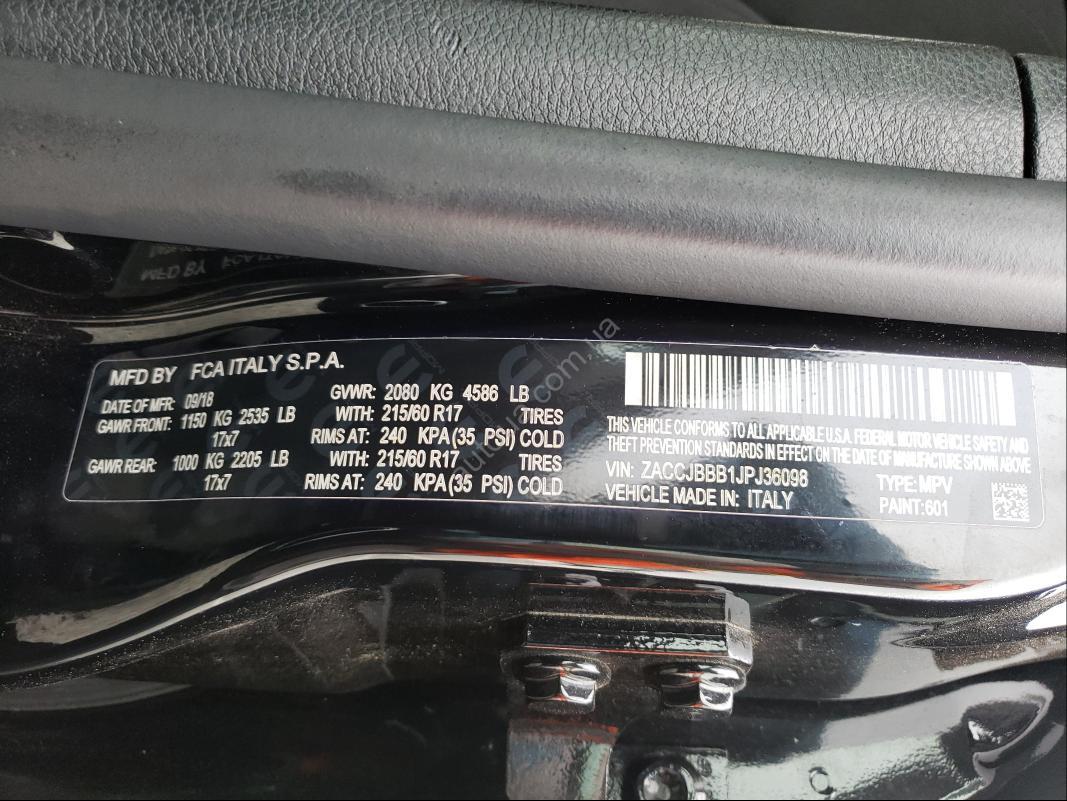 MFD BY FCA ITALY S.P.A.
DATE OF MFR: 09/18 GVWR: 2080 KG 4586 LB
GAWR FRONT: 1150 KG 2535 LB WITH: 215/60 R17 TIRES
17x7 RIMS AT: 240 KPA(35 PSI) COLD
GAWR REAR: 1000 KG 2205 LB WITH: 215/60 R17 TIRES
17x7 RIMS AT: 240 KPA(35 PSI) COLD
THIS VEHICLE CONFORMS TO ALL APPLICABLE U.S.A. FEDERAL MOTOR VEHICLE SAFETY AND
THEFT PREVENTION STANDARDS IN EFFECT ON THE DATE OF MANUFACTURE SHOWN ABOVE.
VIN: ZACCJBBB1JPJ36098 TYPE: MPV
VEHICLE MADE IN: ITALY PAINT: 601